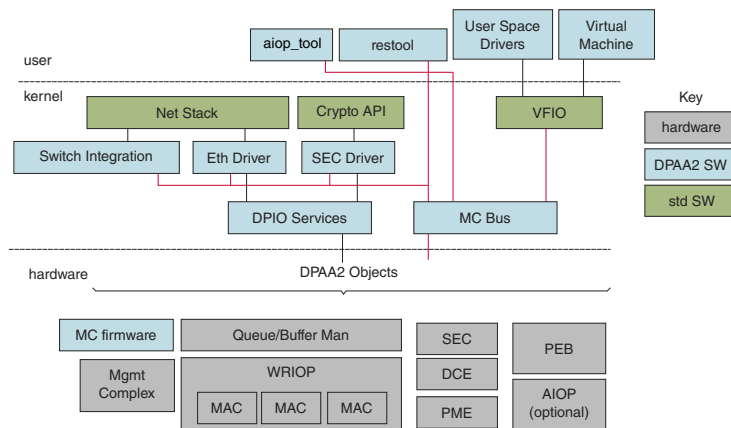 aiop_tool
restool
User Space
Drivers
Virtual
Machine
user
kernel
Net Stack
Crypto API
VFIO
Key
hardware
DPAA2 SW
std SW
Switch Integration
Eth Driver
SEC Driver
DPIO Services
MC Bus
hardware
DPAA2 Objects
MC firmware
Queue/Buffer Man
SEC
PEB
Mgmt
Complex
WRIOP
MAC
MAC
MAC
DCE
PME
AIOP
(optional)